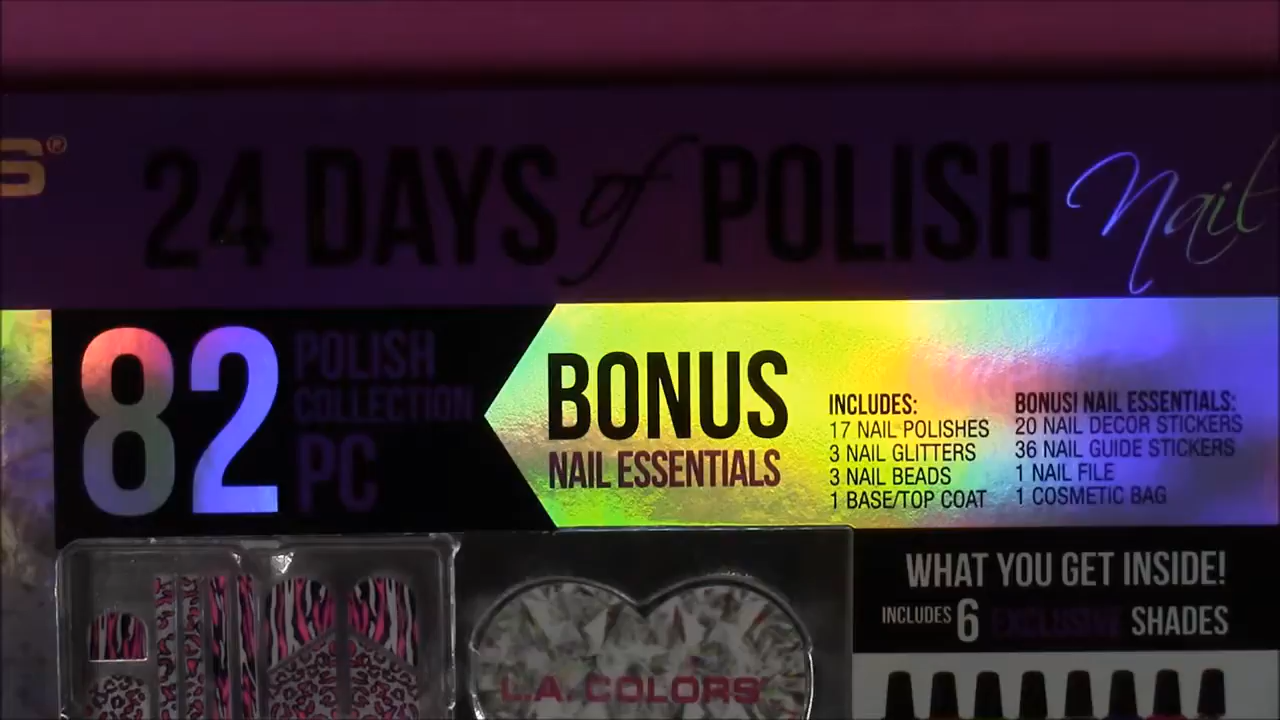 S®
24 DAYS of POLISH Nail
82 POLISH COLLECTION PC
BONUS
NAIL ESSENTIALS
INCLUDES:
17 NAIL POLISHES
3 NAIL GLITTERS
3 NAIL BEADS
1 BASE/TOP COAT
BONUS! NAIL ESSENTIALS:
20 NAIL DECOR STICKERS
36 NAIL GUIDE STICKERS
1 NAIL FILE
1 COSMETIC BAG
WHAT YOU GET INSIDE!
INCLUDES 6 EXCLUSIVE SHADES
L.A. COLORS